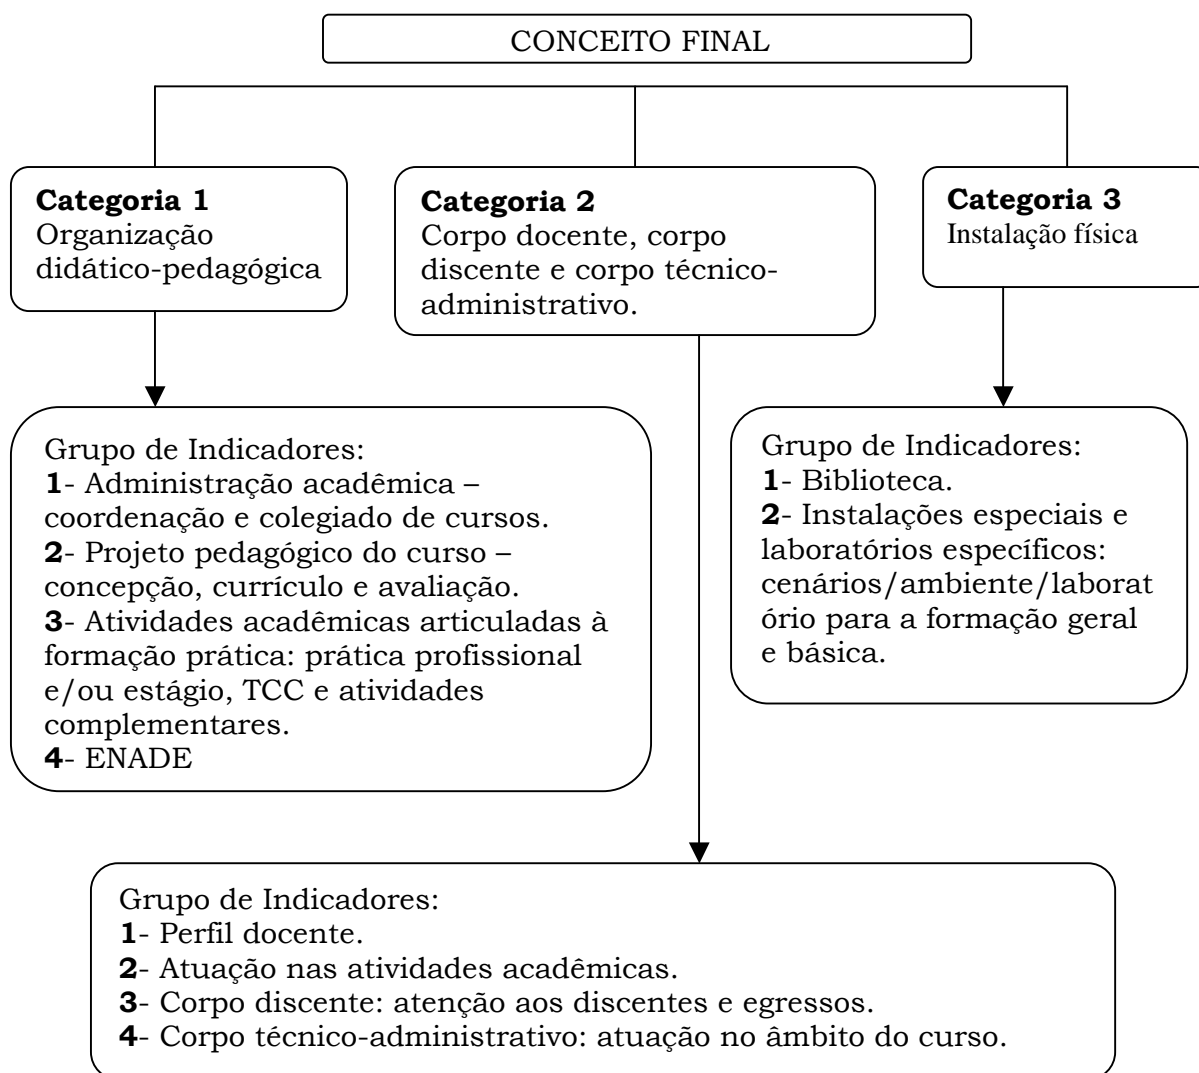 CONCEITO FINAL
Categoria 1
Organização
didático-pedagógica
Categoria 2
Corpo docente, corpo
discente e corpo técnico-
administrativo.
Categoria 3
Instalação física
Grupo de Indicadores:
1- Administração acadêmica –
coordenação e colegiado de cursos.
2- Projeto pedagógico do curso –
concepção, currículo e avaliação.
3- Atividades acadêmicas articuladas à
formação prática: prática profissional
e/ou estágio, TCC e atividades
complementares.
4- ENADE
Grupo de Indicadores:
1- Biblioteca.
2- Instalações especiais e
laboratórios específicos:
cenários/ambiente/laborat
ório para a formação geral
e básica.
Grupo de Indicadores:
1- Perfil docente.
2- Atuação nas atividades acadêmicas.
3- Corpo discente: atenção aos discentes e egressos.
4- Corpo técnico-administrativo: atuação no âmbito do curso.